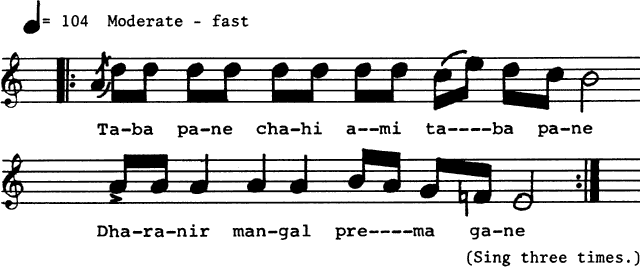 ♩= 104 Moderate - fast
Ta-ba pa-ne cha-hi a--mi ta-----ba pa-ne
Dha-ra-nir man-gal pre----ma ga-ne
(Sing three times.)